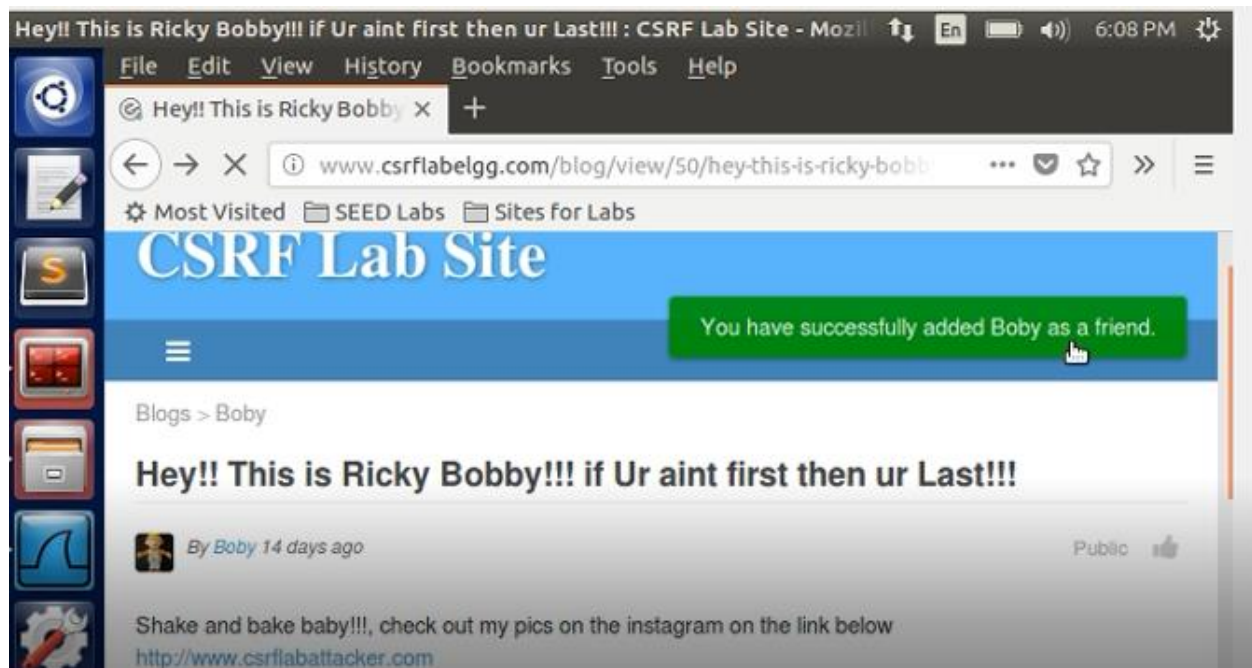 Hey!! This is Ricky Bobby!!! if Ur aint first then ur Last!!! : CSRF Lab Site - Mozil
En
6:08 PM
File Edit View History Bookmarks Tools Help
Hey!! This is Ricky Bobby
www.csrflabelgg.com/blog/view/50/hey-this-is-ricky-bobb
Most Visited SEED Labs Sites for Labs
CSRF Lab Site
You have successfully added Boby as a friend.
Blogs > Boby
Hey!! This is Ricky Bobby!!! if Ur aint first then ur Last!!!
By Boby 14 days ago
Public
Shake and bake baby!!!, check out my pics on the instagram on the link below
http://www.csrflabattacker.com